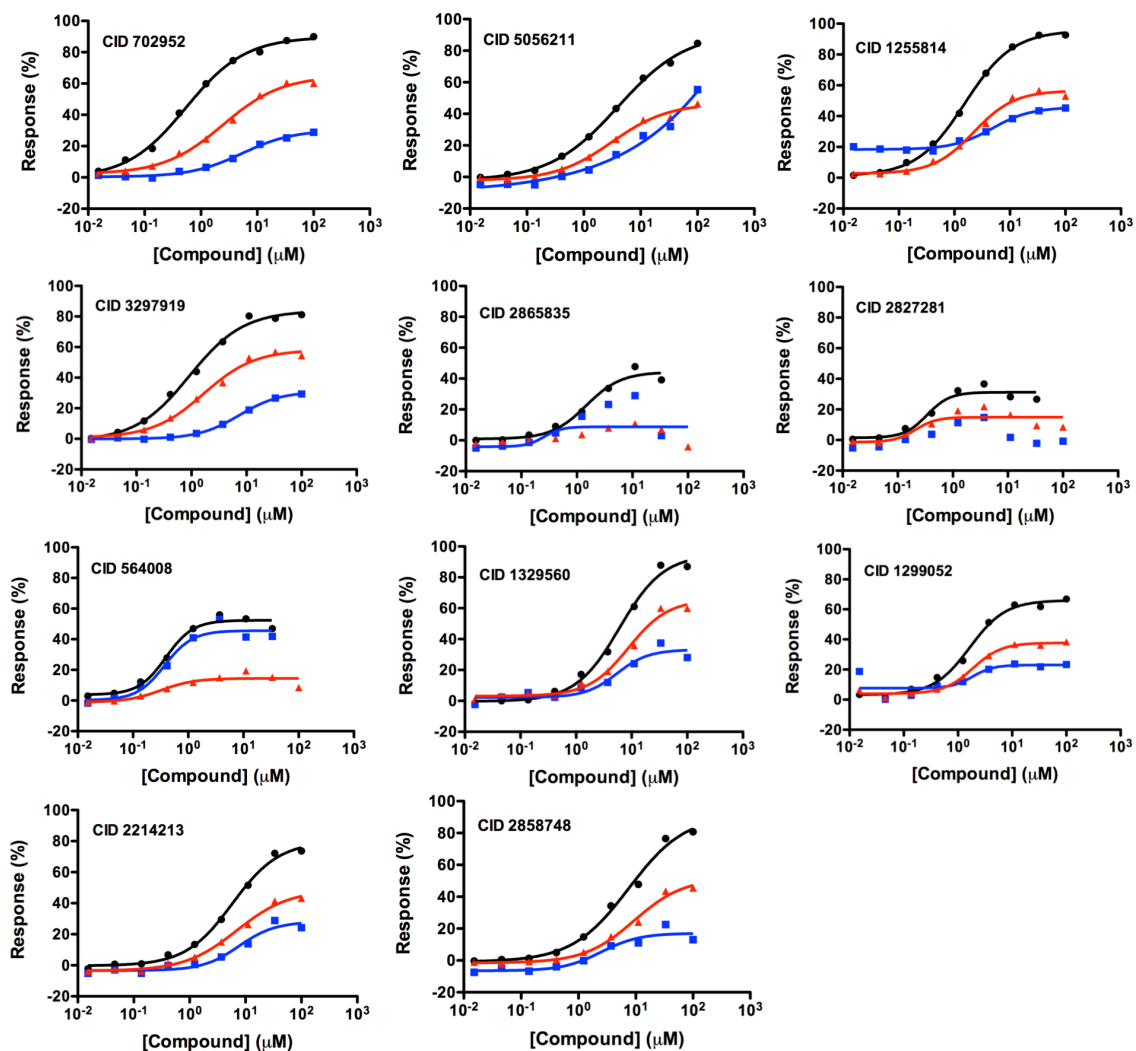 CID 702952
Response (%)
100
80
60
40
20
0
-20
10-2 10-1 100 101 102 103
[Compound] (μM)
CID 5056211
Response (%)
100
80
60
40
20
0
-20
10-2 10-1 100 101 102 103
[Compound] (μM)
CID 1255814
Response (%)
100
80
60
40
20
0
-20
10-2 10-1 100 101 102 103
[Compound] (μM)
CID 3297919
Response (%)
100
80
60
40
20
0
-20
10-2 10-1 100 101 102 103
[Compound] (μM)
CID 2865835
Response (%)
100
80
60
40
20
0
-20
10-2 10-1 100 101 102 103
[Compound] (μM)
CID 2827281
Response (%)
100
80
60
40
20
0
-20
10-2 10-1 100 101 102 103
[Compound] (μM)
CID 564008
Response (%)
100
80
60
40
20
0
-20
10-2 10-1 100 101 102 103
[Compound] (μM)
CID 1329560
Response (%)
100
80
60
40
20
0
-20
10-2 10-1 100 101 102 103
[Compound] (μM)
CID 1299052
Response (%)
100
80
60
40
20
0
-20
10-2 10-1 100 101 102 103
[Compound] (μM)
CID 2214213
Response (%)
100
80
60
40
20
0
-20
10-2 10-1 100 101 102 103
[Compound] (μM)
CID 2858748
Response (%)
100
80
60
40
20
0
-20
10-2 10-1 100 101 102 103
[Compound] (μM)